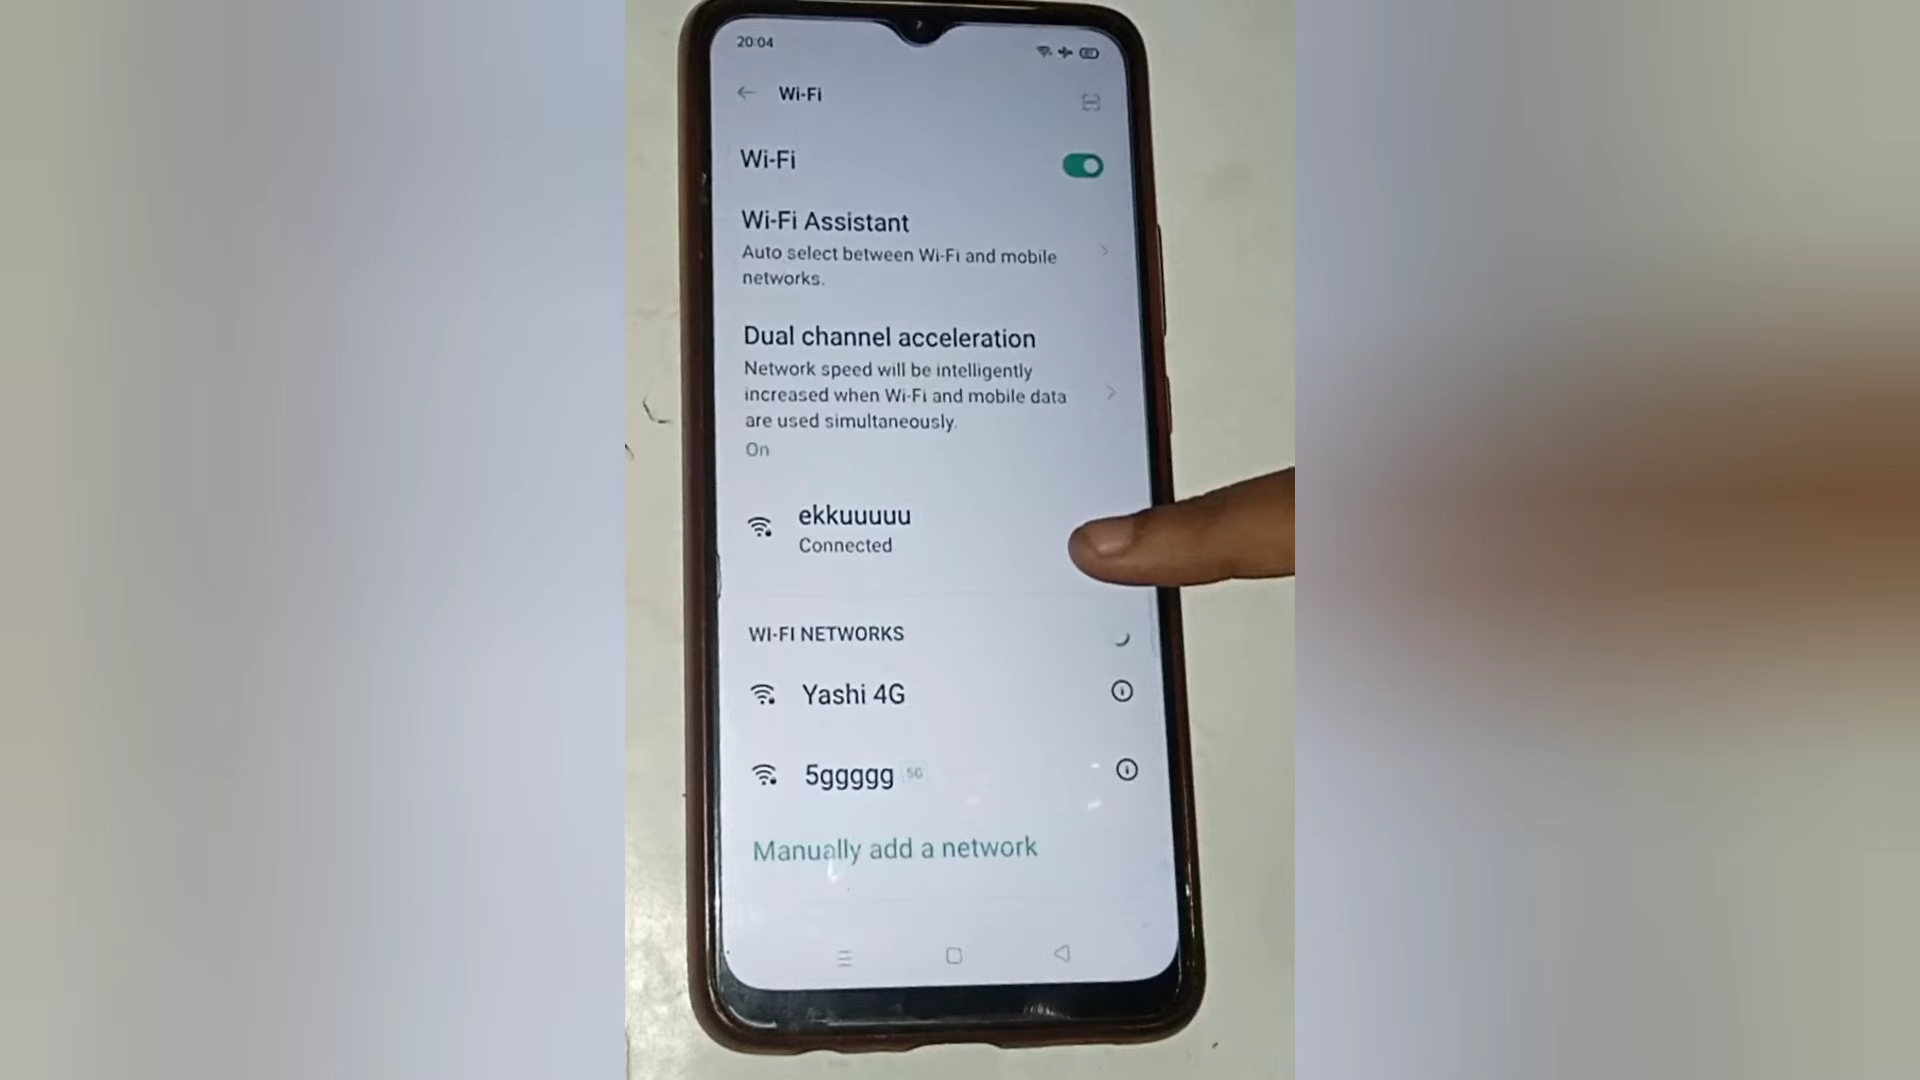 20:04
Wi-Fi
Wi-Fi
Wi-Fi Assistant
Auto select between Wi-Fi and mobile
networks.
Dual channel acceleration
Network speed will be intelligently
increased when Wi-Fi and mobile data
are used simultaneously.
On
ekkuuuuu
Connected
WI-FI NETWORKS
Yashi 4G
5ggggg 5G
Manually add a network